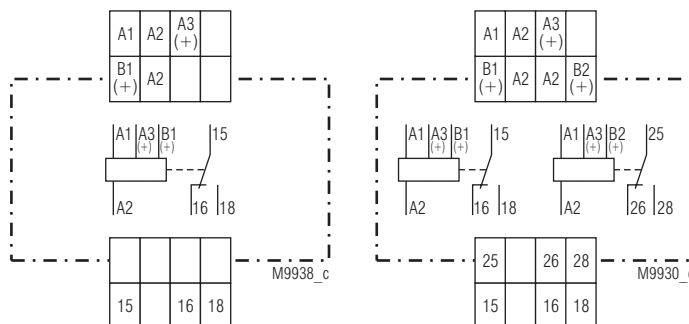 A1 A2 A3 (+)
B1 (+) A2
A1 A3 (+) B1 (+) 15
A2 16 18
M9938_c
15 16 18
A1 A2 A3 (+)
B1 (+) A2 A2 B2 (+)
A1 A3 (+) B1 (+) 15 A1 A3 (+) B2 (+) 25
A2 16 18 A2 26 28
25 26 28
M9930_c
15 16 18